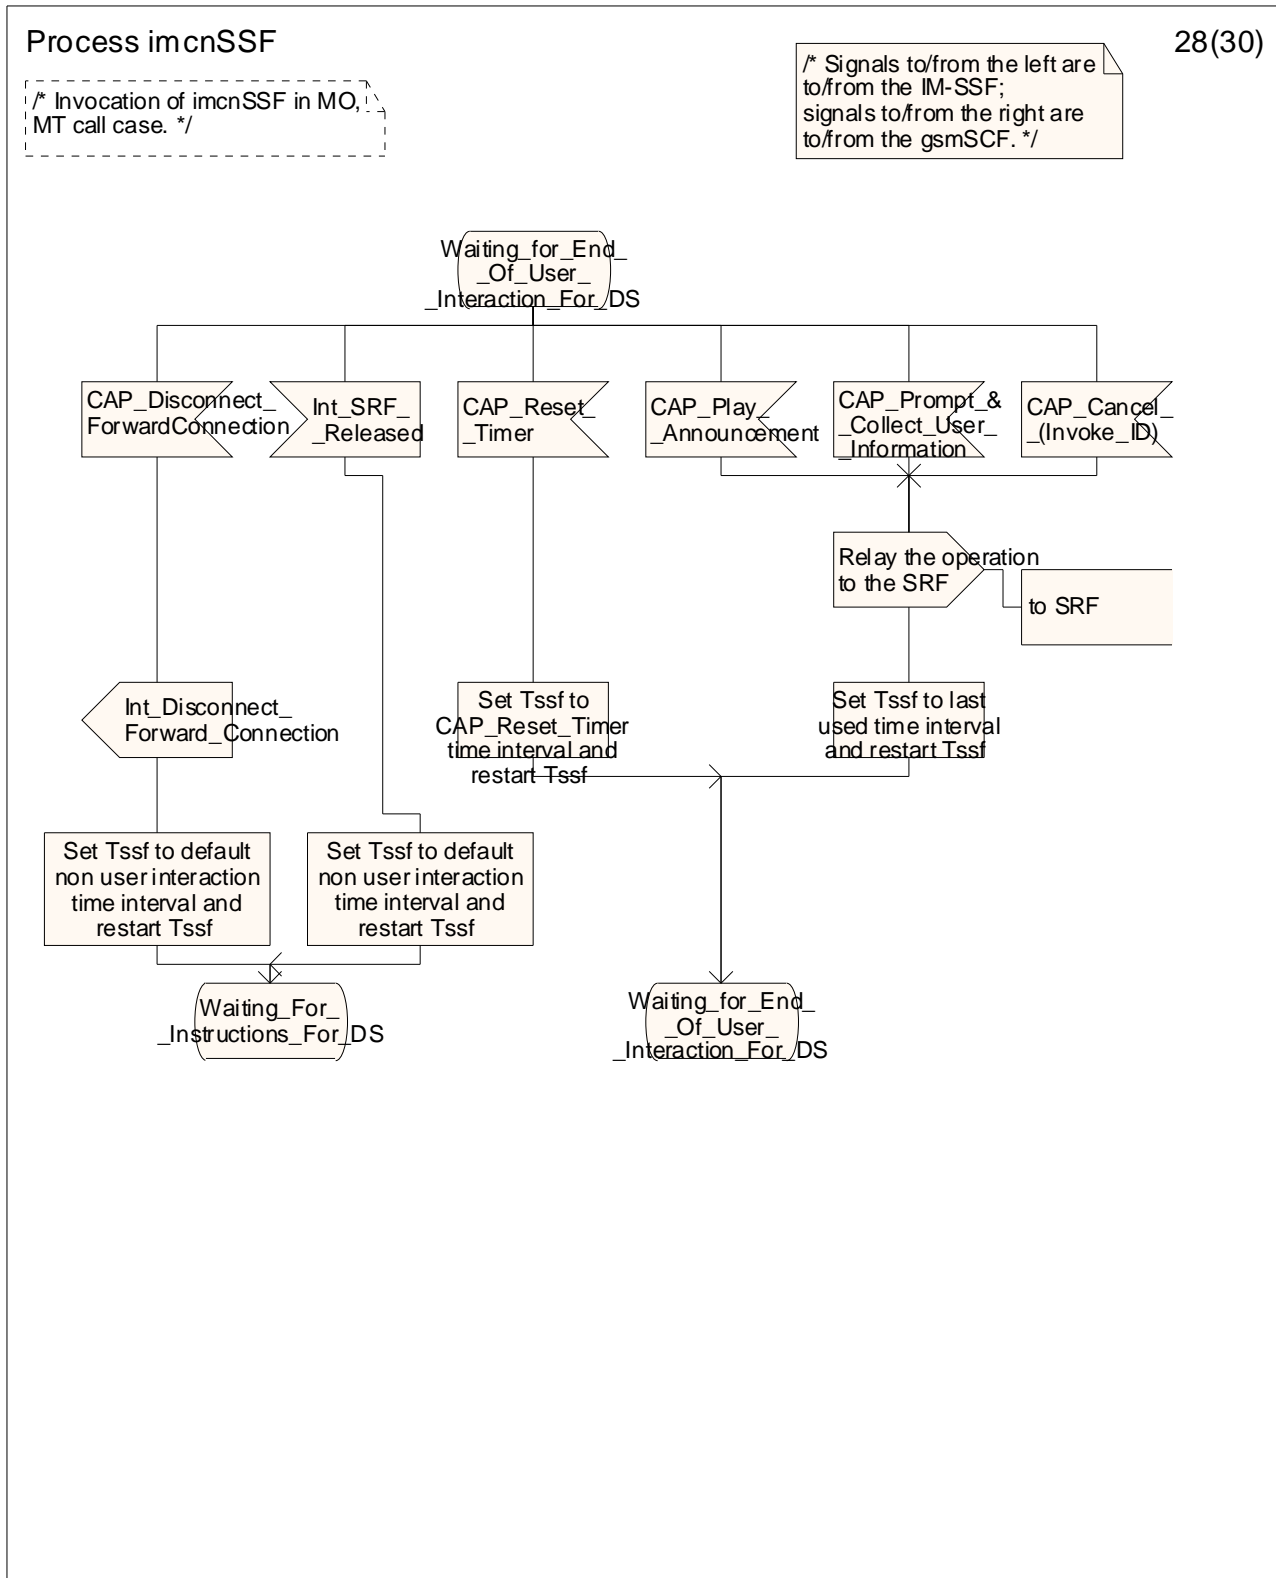 Process imcnSSF
28(30)
/* Invocation of imcnSSF in MO,
MT call case. */
/* Signals to/from the left are
to/from the IM-SSF;
signals to/from the right are
to/from the gsmSCF. */
Waiting_for_End_
_Of_User_
_Interaction_For_DS
CAP_Disconnect_
ForwardConnection
Int_SRF_
_Released
CAP_Reset_
_Timer
CAP_Play_
_Announcement
CAP_Prompt_&
_Collect_User_
_Information
CAP_Cancel_
_(Invoke_ID)
Relay the operation
to the SRF
to SRF
Int_Disconnect_
Forward_Connection
Set Tssf to
CAP_Reset_Timer
time interval and
restart Tssf
Set Tssf to last
used time interval
and restart Tssf
Set Tssf to default
non user interaction
time interval and
restart Tssf
Set Tssf to default
non user interaction
time interval and
restart Tssf
Waiting_For_
_Instructions_For_DS
Waiting_for_End_
_Of_User_
_Interaction_For_DS